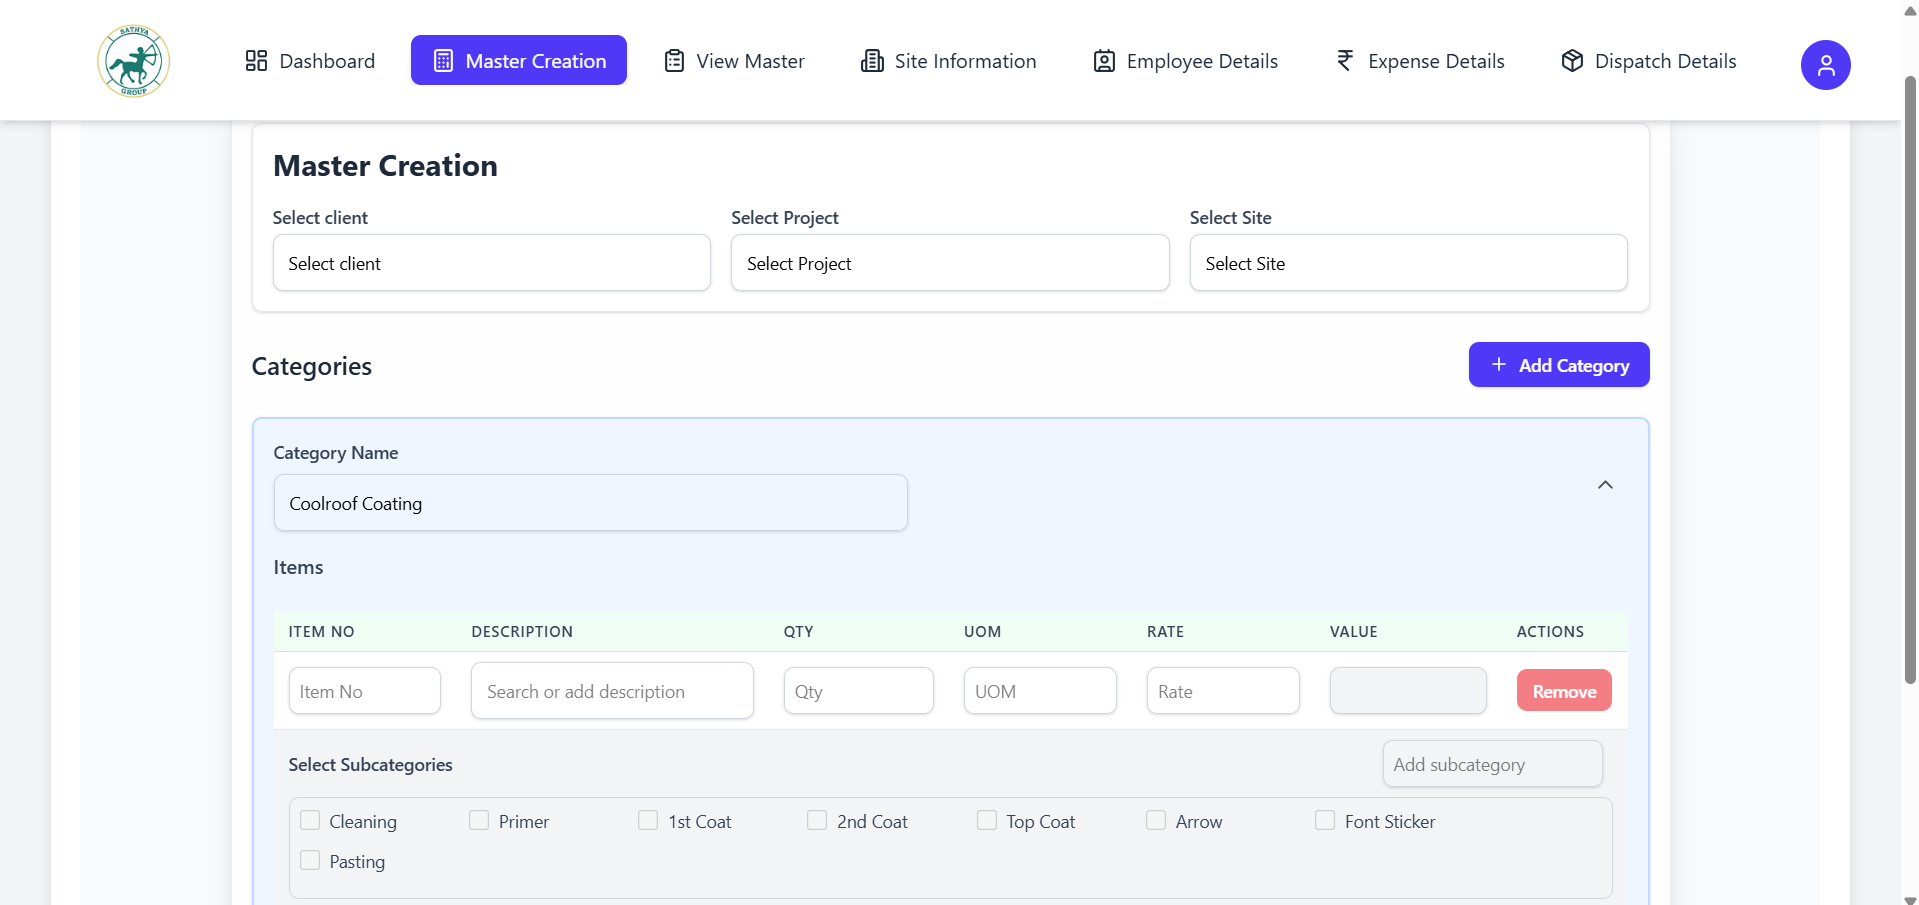 SATHYA
GROUP
Dashboard
Master Creation
View Master
Site Information
Employee Details
Expense Details
Dispatch Details
Master Creation
Select client
Select Project
Select Site
Select client
Select Project
Select Site
Categories
+ Add Category
Category Name
Coolroof Coating
Items
ITEM NO
DESCRIPTION
QTY
UOM
RATE
VALUE
ACTIONS
Item No
Search or add description
Qty
UOM
Rate
Remove
Select Subcategories
Add subcategory
Cleaning
Primer
1st Coat
2nd Coat
Top Coat
Arrow
Font Sticker
Pasting